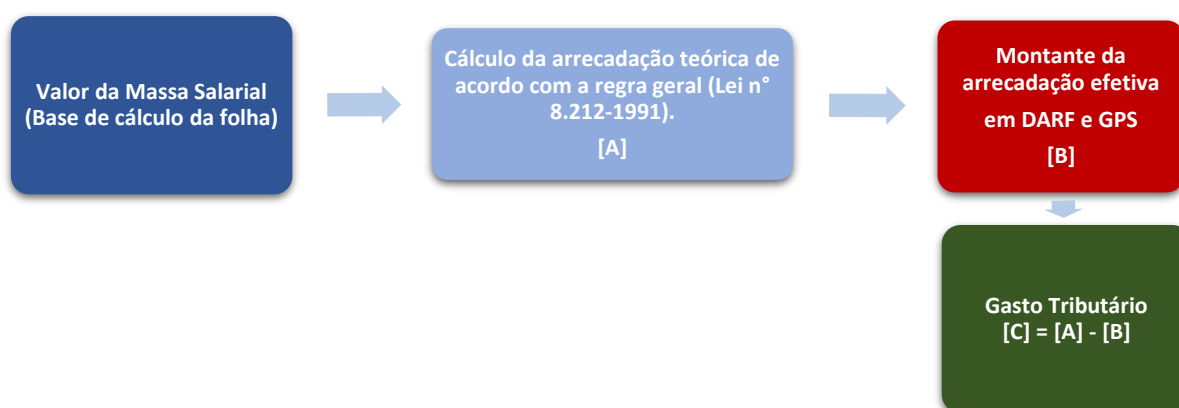 Valor da Massa Salarial
(Base de cálculo da folha)
Cálculo da arrecadação teórica de
acordo com a regra geral (Lei n°
8.212-1991).
[A]
Montante da
arrecadação efetiva
em DARF e GPS
[B]
Gasto Tributário
[C] = [A] - [B]